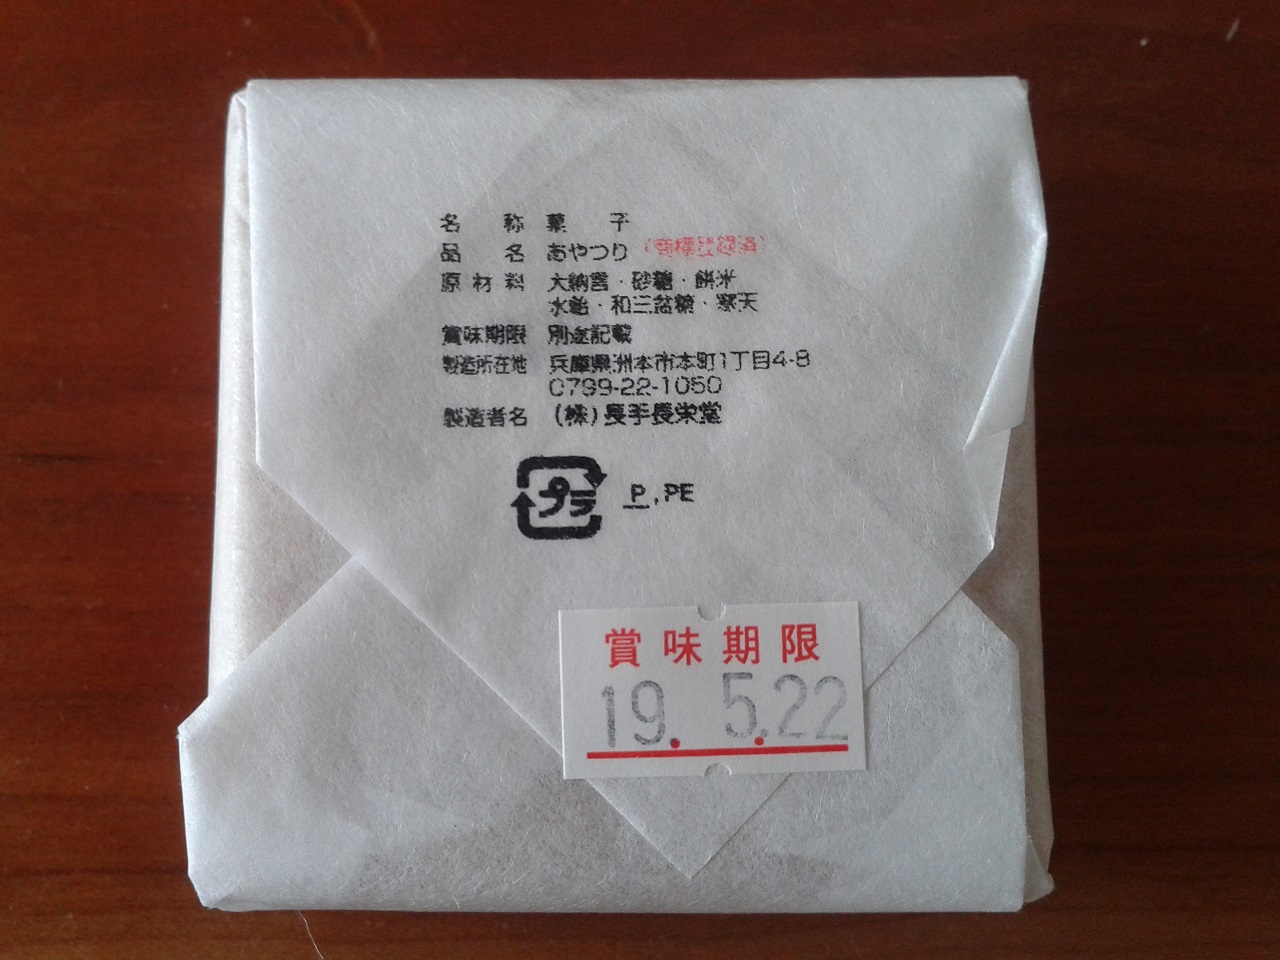 名称 菓子
品名 あやつり (商標登録済)
原材料 大納言・砂糖・餅米
水飴・和三盆糖・寒天
賞味期限 別途記載
製造所在地 兵庫県洲本市本町1丁目4-8
0799-22-1050
製造者名 (株)長手長栄堂
プラ P,PE
賞味期限
19. 5.22